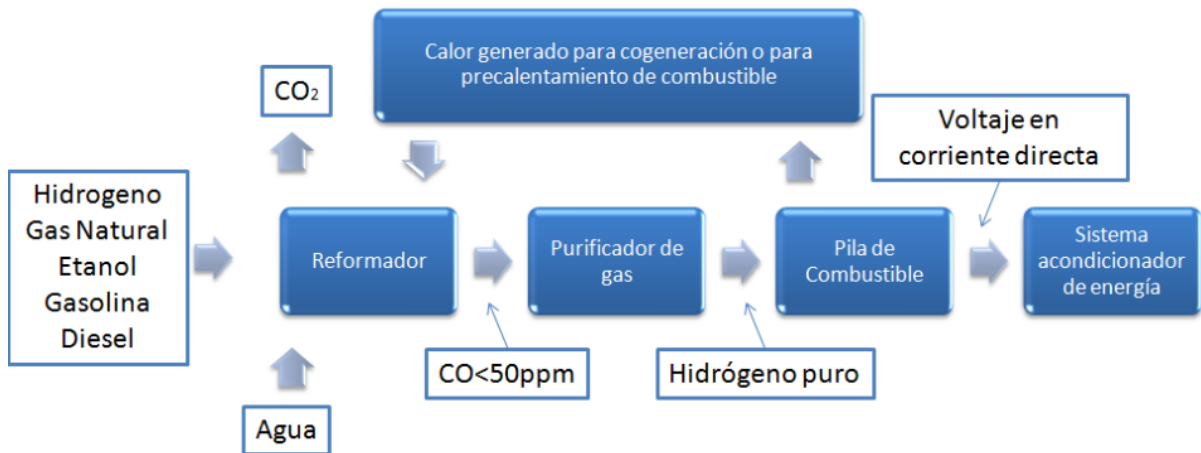 Calor generado para cogeneración o para
precalentamiento de combustible
CO₂
Voltaje en
corriente directa
Hidrogeno
Gas Natural
Etanol
Gasolina
Diesel
Reformador
Purificador de
gas
Pila de
Combustible
Sistema
acondicionador
de energía
CO<50ppm
Hidrógeno puro
Agua